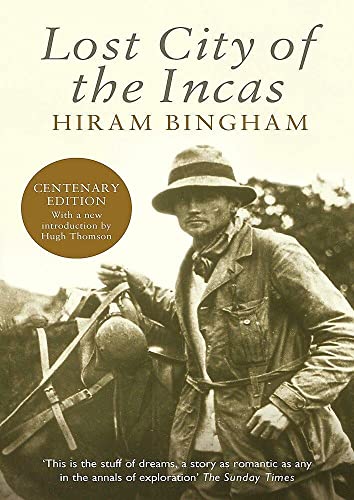 Lost City of
the Incas
HIRAM BINGHAM
CENTENARY
EDITION
With a new
introduction by
Hugh Thomson
‘This is the stuff of dreams, a story as romantic as any
in the annals of exploration’ The Sunday Times